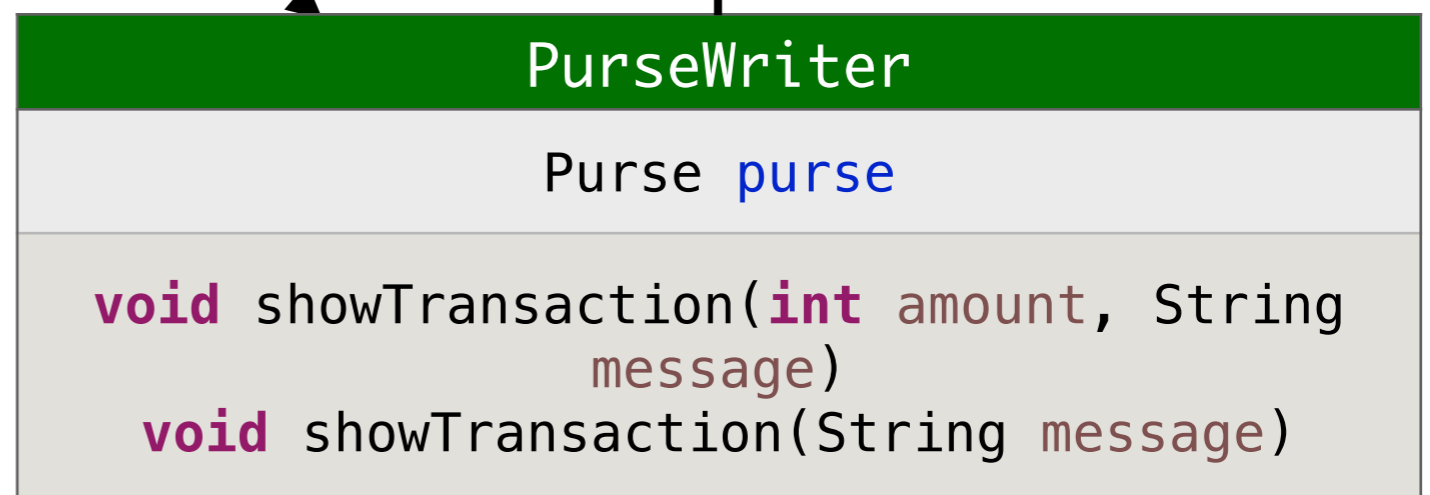 PurseWriter
Purse purse
void showTransaction(int amount, String
message)
void showTransaction(String message)